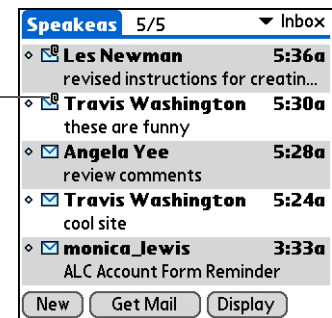 Speakeas 5/5 Inbox
Les Newman 5:36a
revised instructions for creatin...
Travis Washington 5:30a
these are funny
Angela Yee 5:28a
review comments
Travis Washington 5:24a
cool site
monica_lewis 3:33a
ALC Account Form Reminder
New Get Mail Display